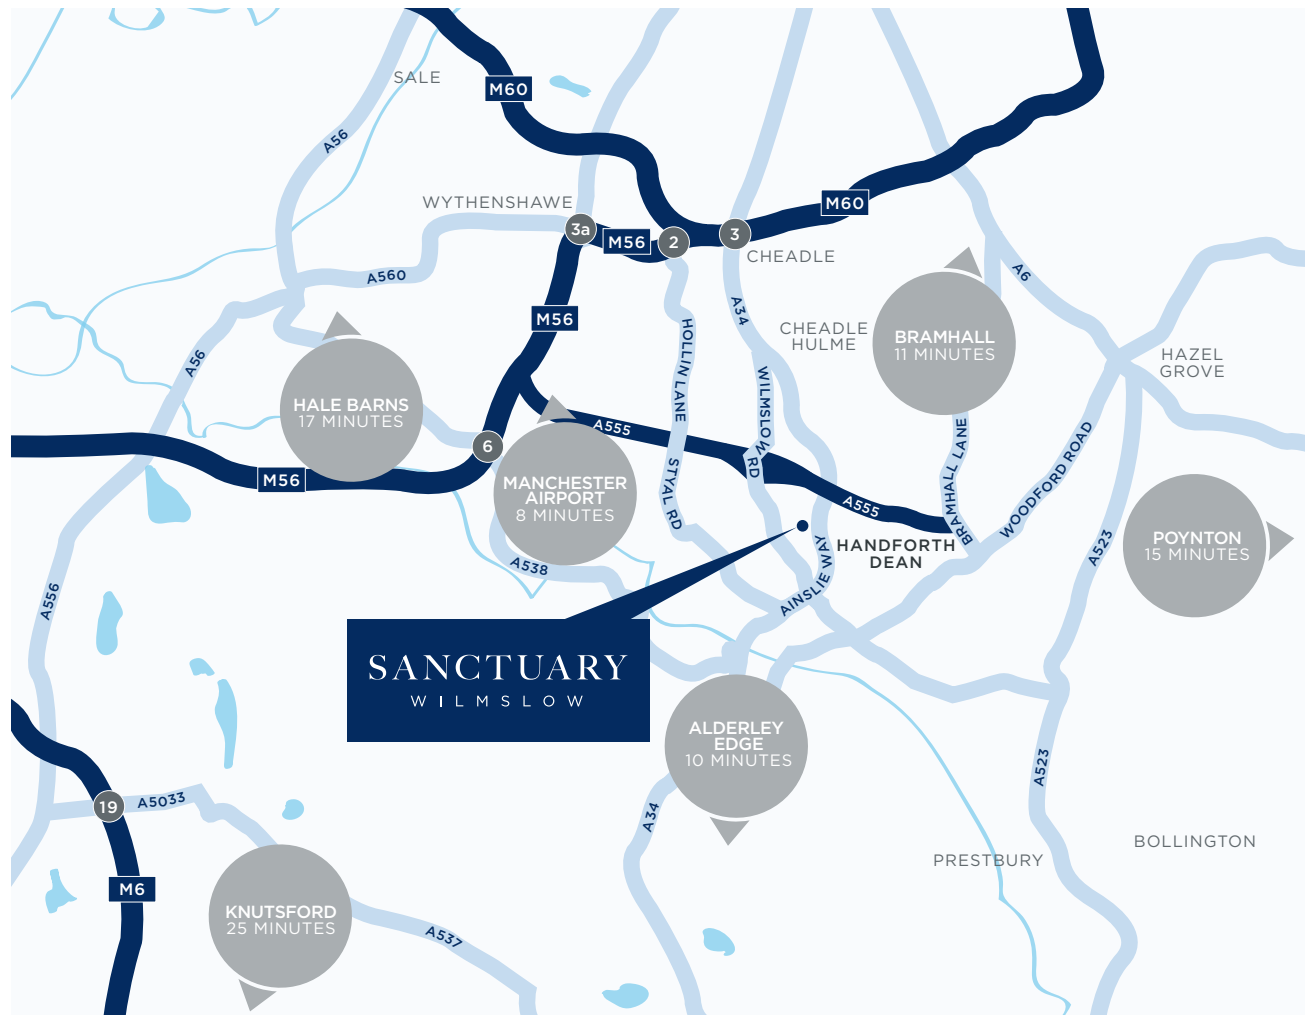 SALE
M60
A56
WYTHENSHAWE
M60
3a
M56
2
3
CHEADLE
A560
A6
M56
A34
HOLLIN LANE
CHEADLE
HULME
BRAMHALL
11 MINUTES
HAZEL
GROVE
A56
WILMSLOW RD
HALE BARNS
17 MINUTES
A555
BRAMHALL LANE
WOODFORD ROAD
6
M56
MANCHESTER
AIRPORT
8 MINUTES
STYAL RD
A555
HANDFORTH
DEAN
POYNTON
15 MINUTES
A523
A538
A556
AINSLIE WAY
SANCTUARY
WILMSLOW
ALDERLEY
EDGE
10 MINUTES
A523
19
A5033
A34
BOLLINGTON
PRESTBURY
M6
KNUTSFORD
25 MINUTES
A537